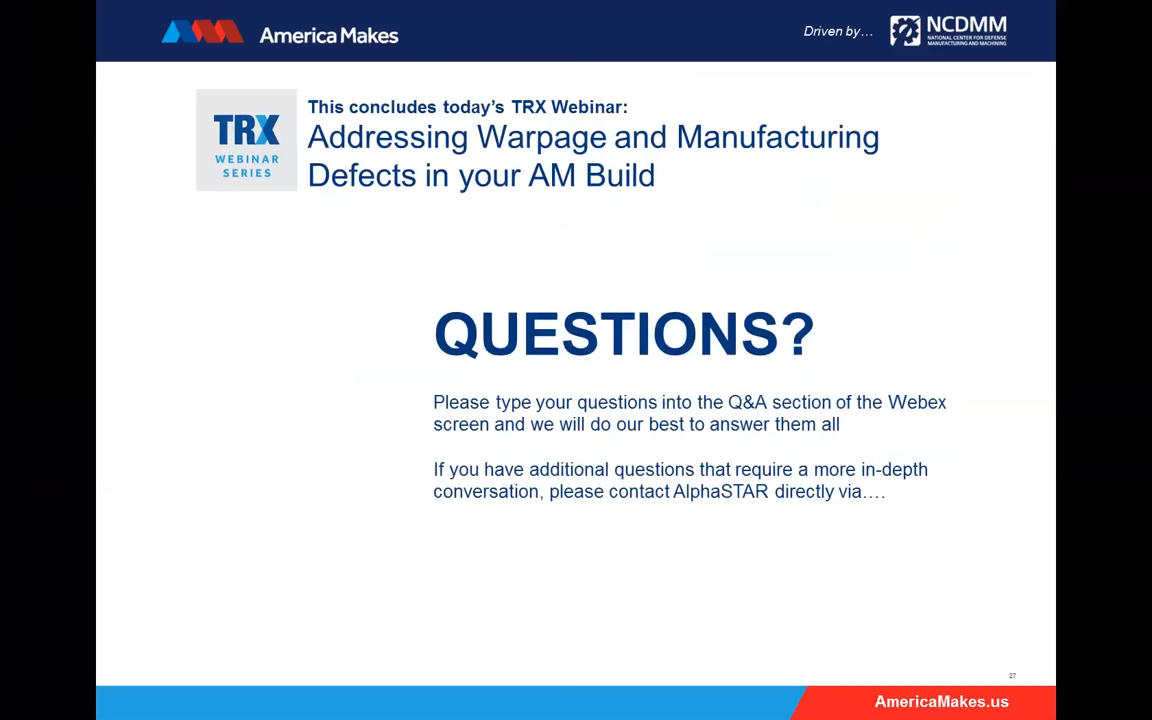 America Makes
Driven by…
NCDMM
NATIONAL CENTER FOR DEFENSE
MANUFACTURING AND MACHINING
TRX
WEBINAR
SERIES
This concludes today's TRX Webinar:
Addressing Warpage and Manufacturing
Defects in your AM Build
QUESTIONS?
Please type your questions into the Q&A section of the Webex
screen and we will do our best to answer them all
If you have additional questions that require a more in-depth
conversation, please contact AlphaSTAR directly via….
27
AmericaMakes.us